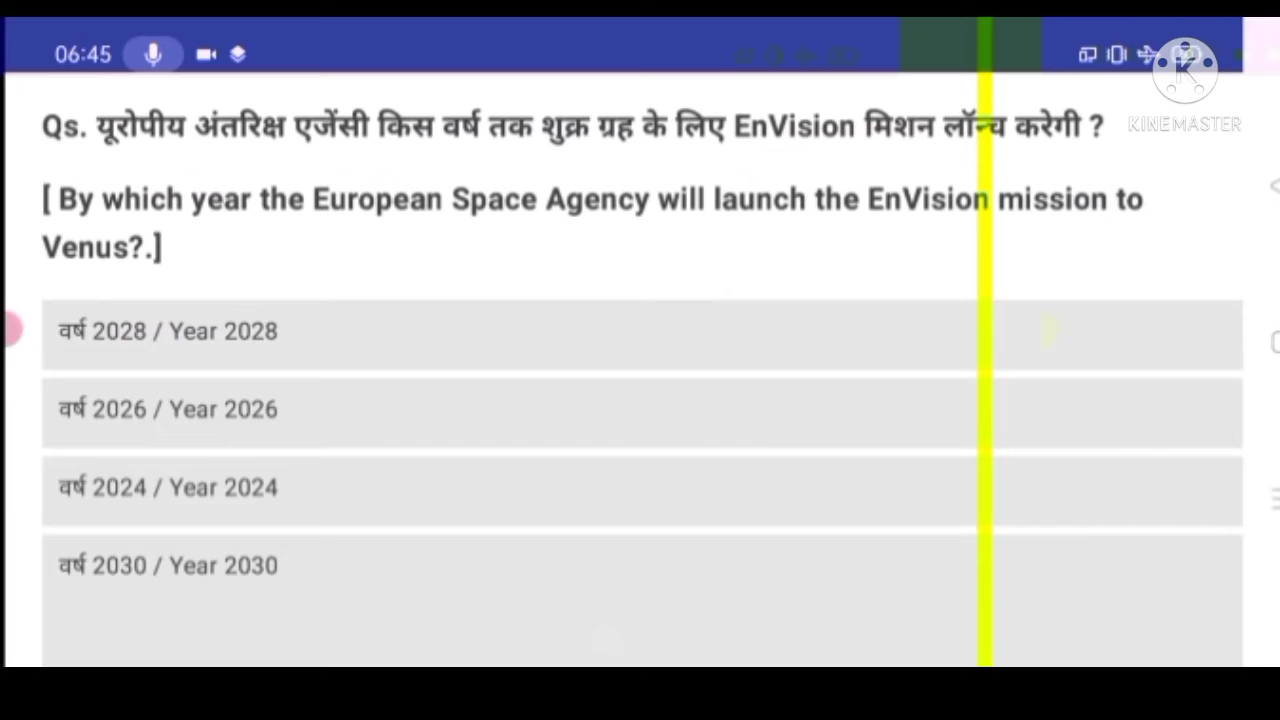 06:45
KINEMASTER
Qs. यूरोपीय अंतरिक्ष एजेंसी किस वर्ष तक शुक्र ग्रह के लिए EnVision मिशन लॉन्च करेगी ?
[ By which year the European Space Agency will launch the EnVision mission to
Venus?.]
वर्ष 2028 / Year 2028
वर्ष 2026 / Year 2026
वर्ष 2024 / Year 2024
वर्ष 2030 / Year 2030